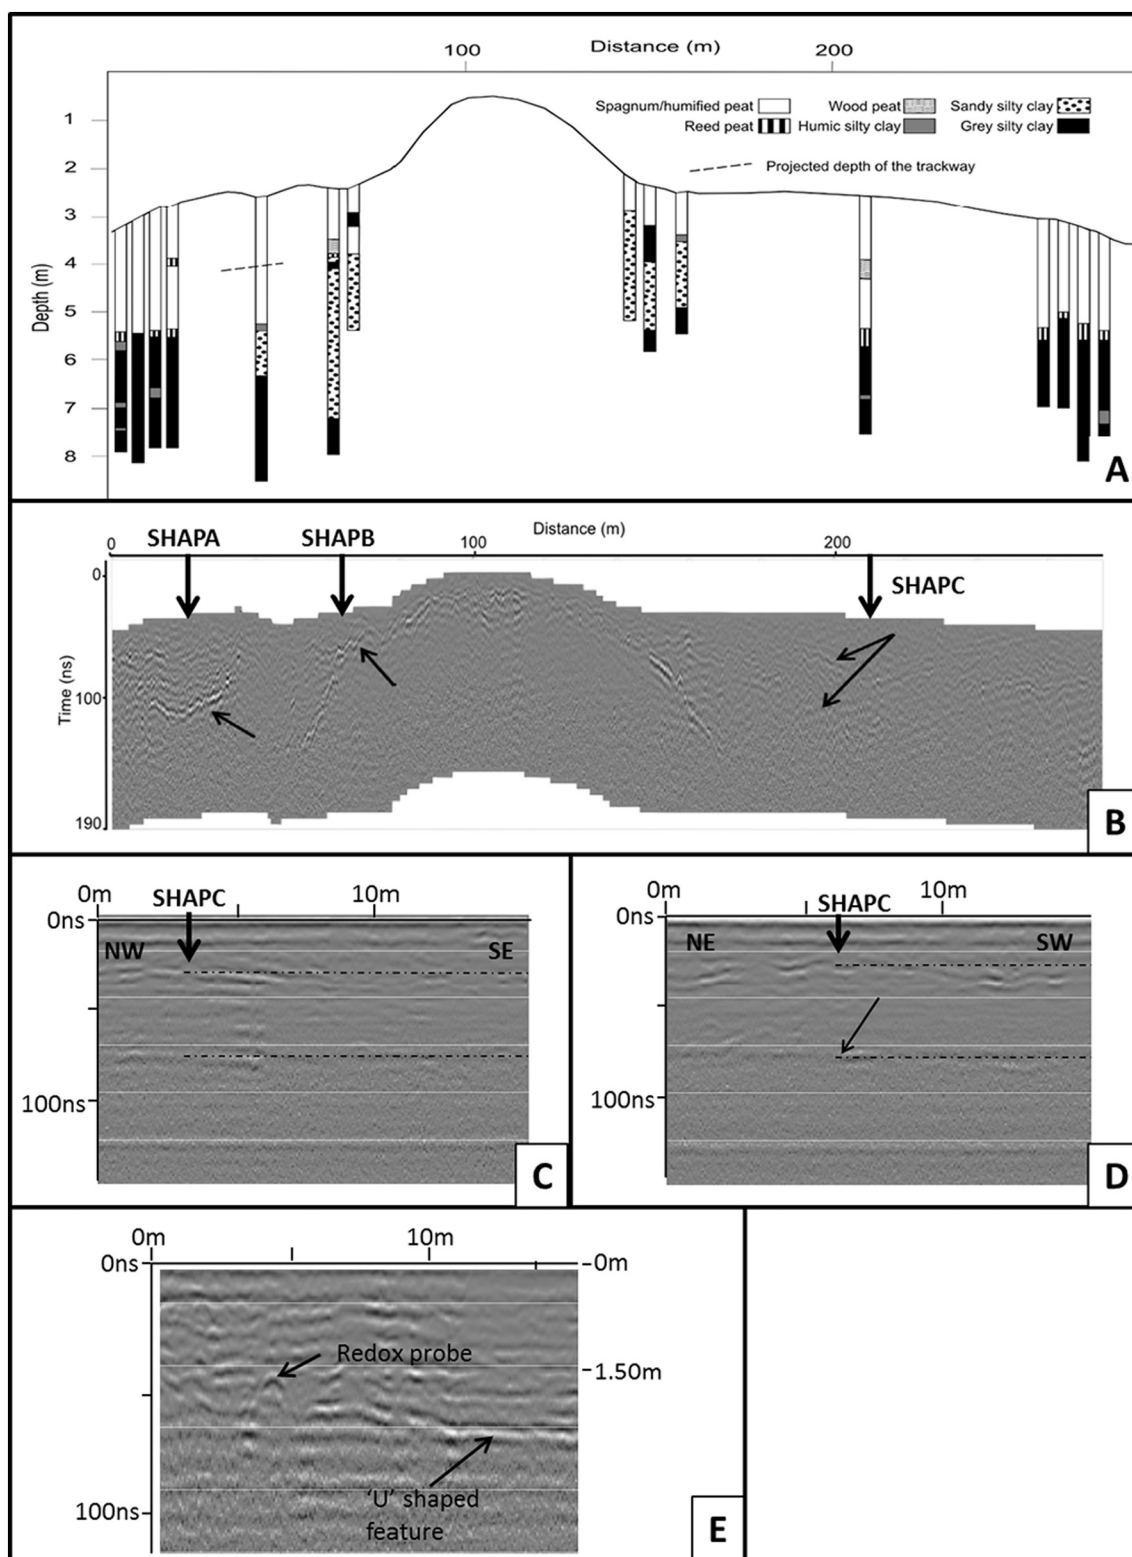 100 Distance (m) 200
Spagnum/humified peat Wood peat Sandy silty clay
Reed peat Humic silty clay Grey silty clay
Projected depth of the trackway
Depth (m)
1
2
3
4
5
6
7
8
A
Distance (m)
SHAPA SHAPB
0 100 200
SHAPC
0
Time (ns)
100
190
B
0m 10m
SHAPC
0ns
NW SE
100ns
C
0m 10m
SHAPC
0ns
NE SW
100ns
D
0m 10m
0ns 0m
Redox probe
1.50m
'U' shaped
feature
100ns
E